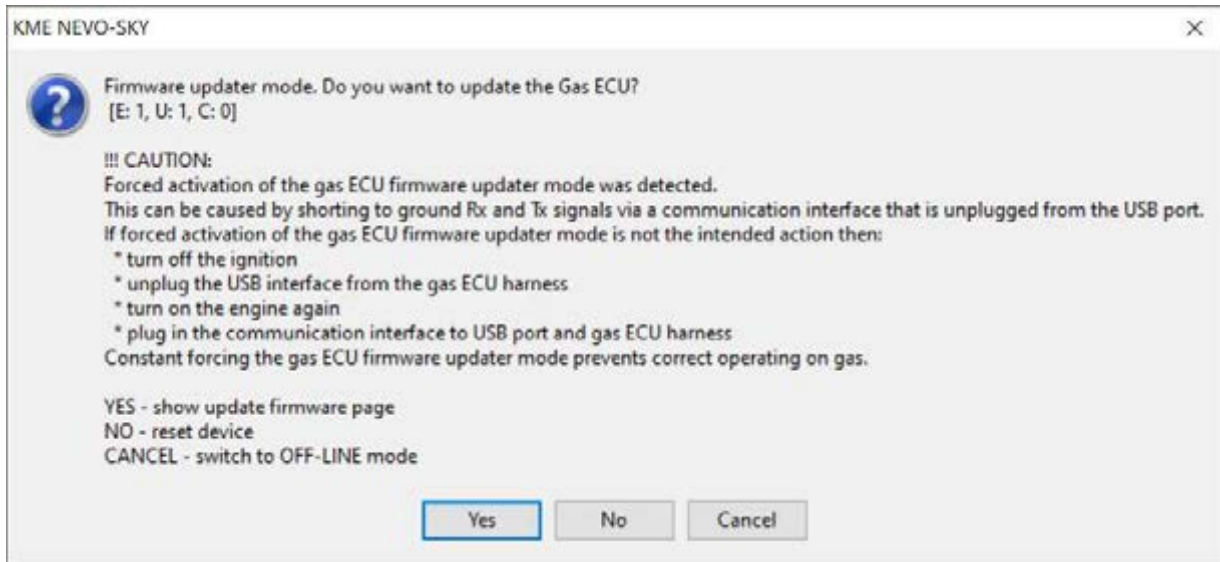 KME NEVO-SKY
Firmware updater mode. Do you want to update the Gas ECU?
[E: 1, U: 1, C: 0]
!!! CAUTION:
Forced activation of the gas ECU firmware updater mode was detected.
This can be caused by shorting to ground Rx and Tx signals via a communication interface that is unplugged from the USB port.
If forced activation of the gas ECU firmware updater mode is not the intended action then:
* turn off the ignition
* unplug the USB interface from the gas ECU harness
* turn on the engine again
* plug in the communication interface to USB port and gas ECU harness
Constant forcing the gas ECU firmware updater mode prevents correct operating on gas.
YES - show update firmware page
NO - reset device
CANCEL - switch to OFF-LINE mode
Yes No Cancel